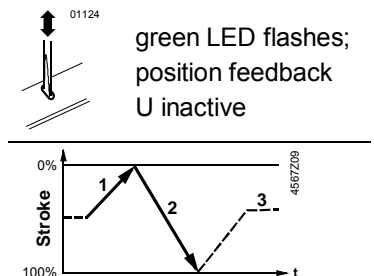 01124
green LED flashes;
position feedback
U inactive
0%
1
2
3
4567Z09
Stroke
100%
t